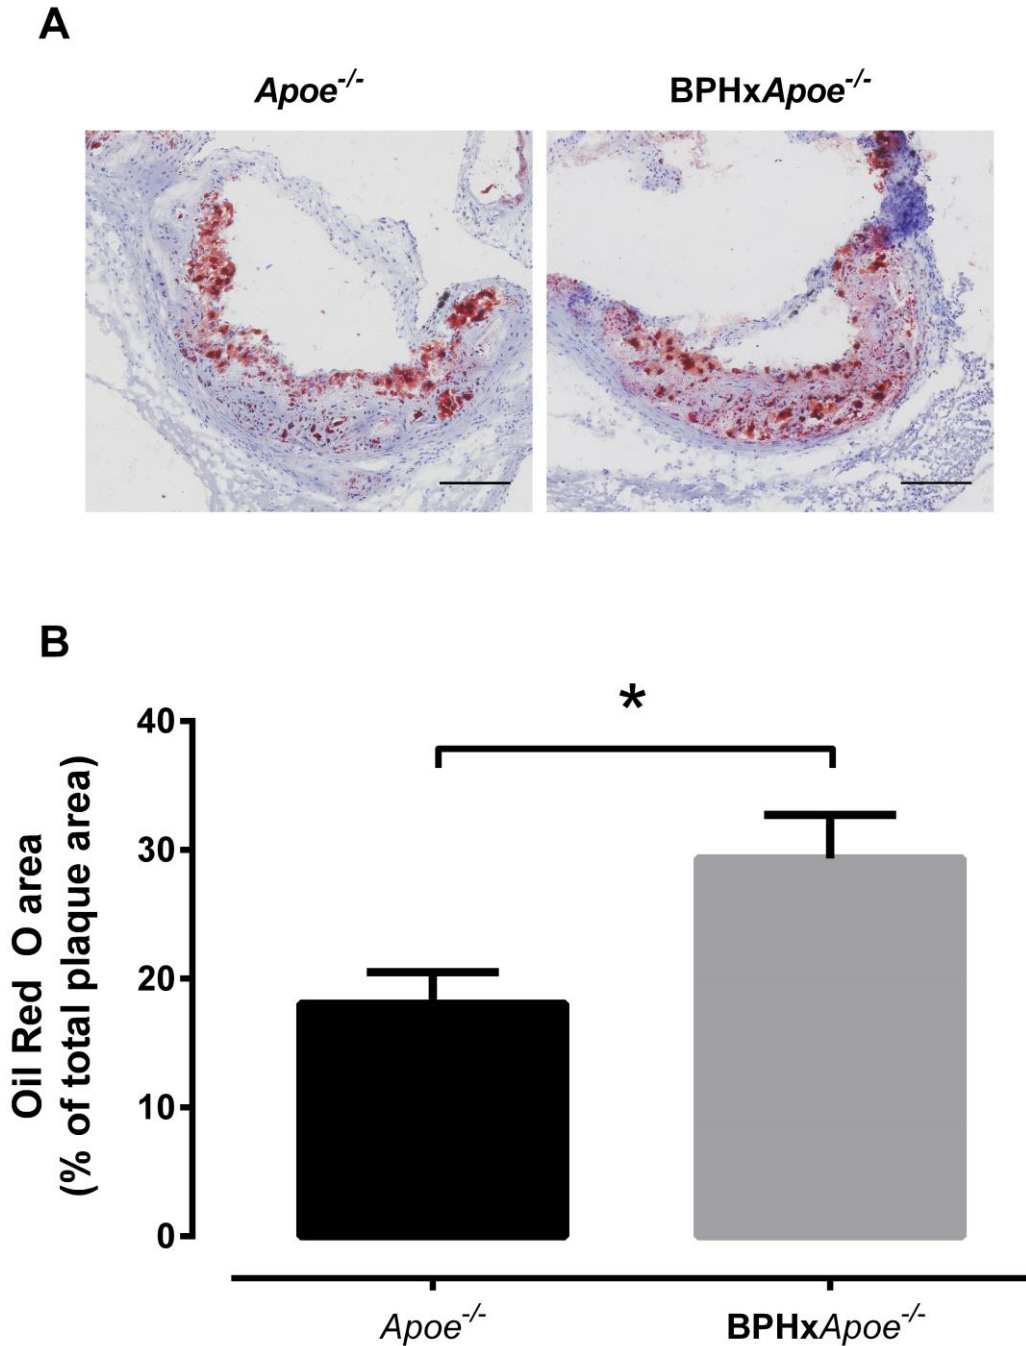 A
Apoe-/-
BPHxApoe-/-
B
*
40
30
20
10
0
Oil Red O area
(% of total plaque area)
Apoe-/-
BPHxApoe-/-